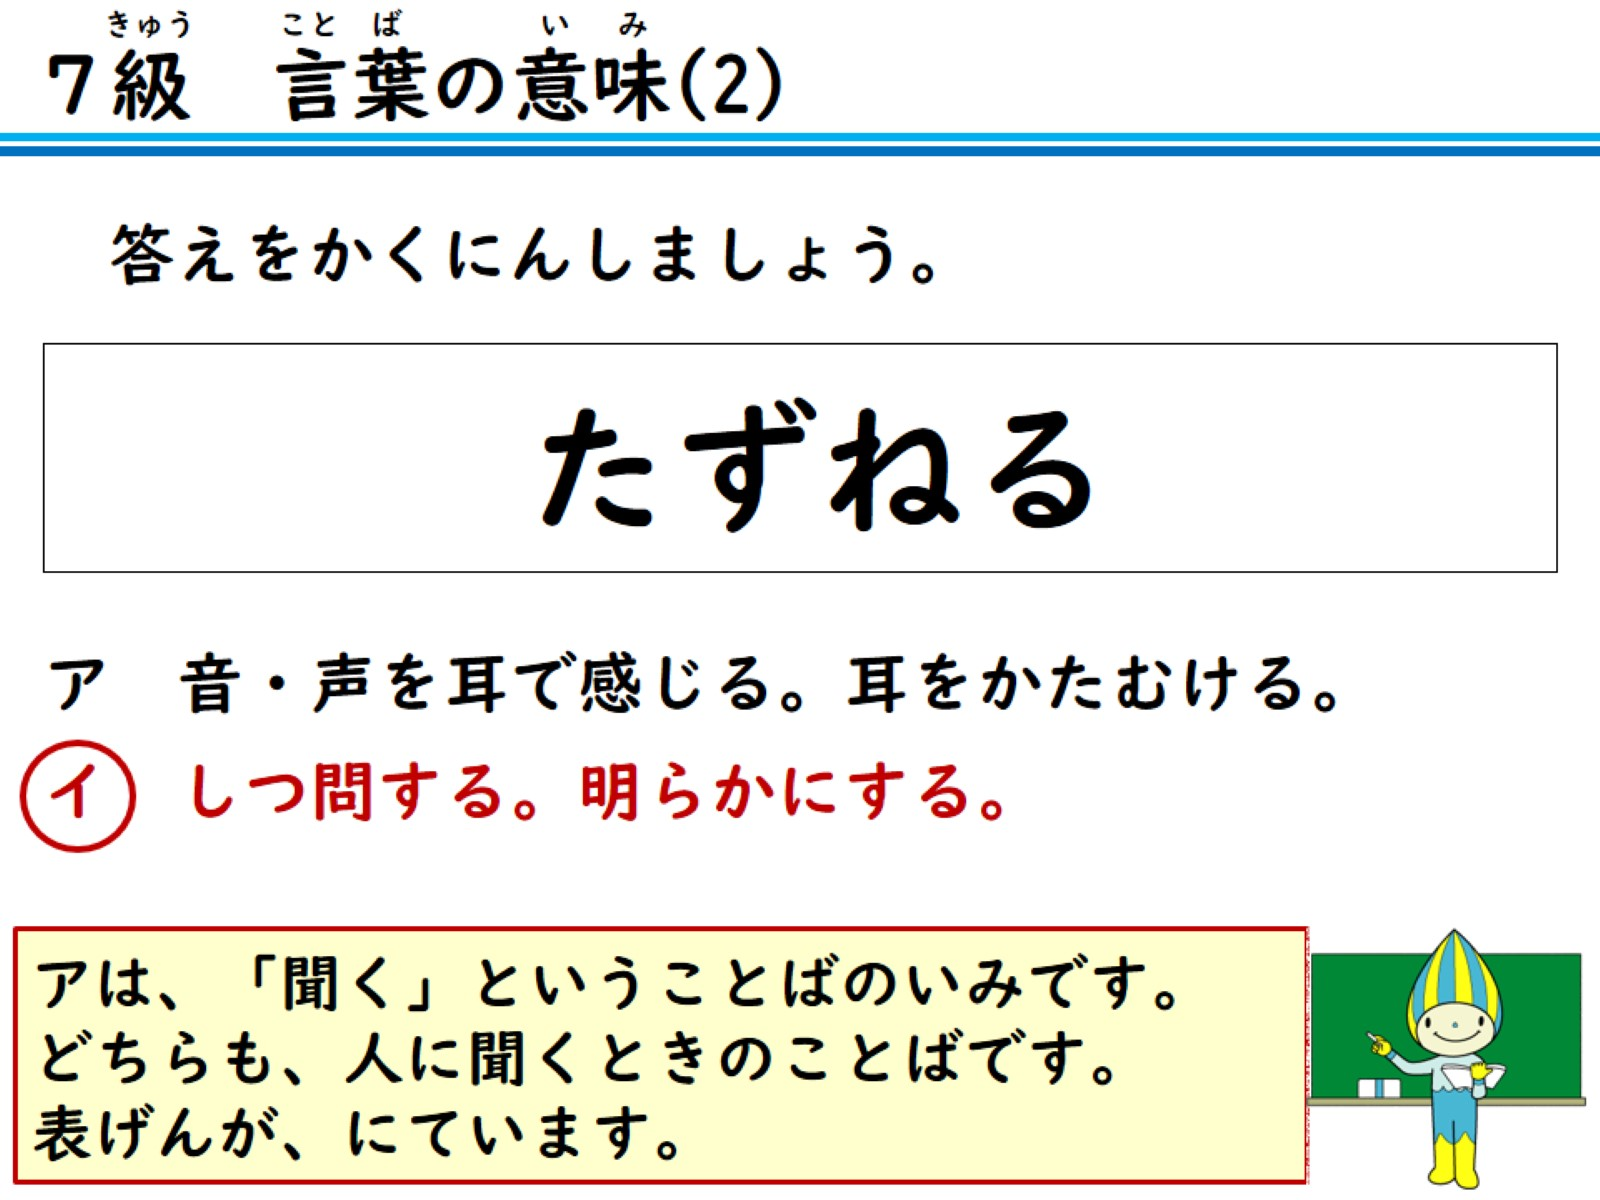 きゅう ことば いみ
7級 言葉の意味(2)
答えをかくにんしましょう。
たずねる
ア 音・声を耳で感じる。耳をかたむける。
イ しつ問する。明らかにする。
アは、「聞く」ということばのいみです。
どちらも、人に聞くときのことばです。
表げんが、にています。